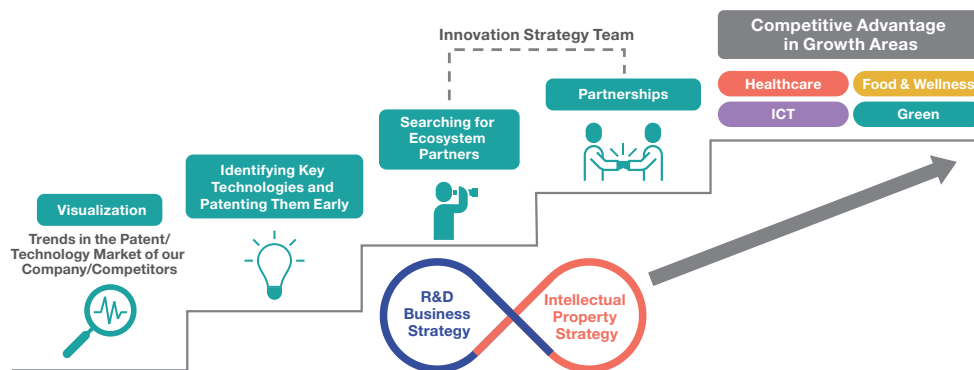 Visualization
Trends in the Patent/
Technology Market of our
Company/Competitors
Identifying Key
Technologies and
Patenting Them Early
Innovation Strategy Team
Searching for
Ecosystem
Partners
Partnerships
Competitive Advantage
in Growth Areas
Healthcare
Food & Wellness
ICT
Green
R&D
Business
Strategy
Intellectual
Property
Strategy